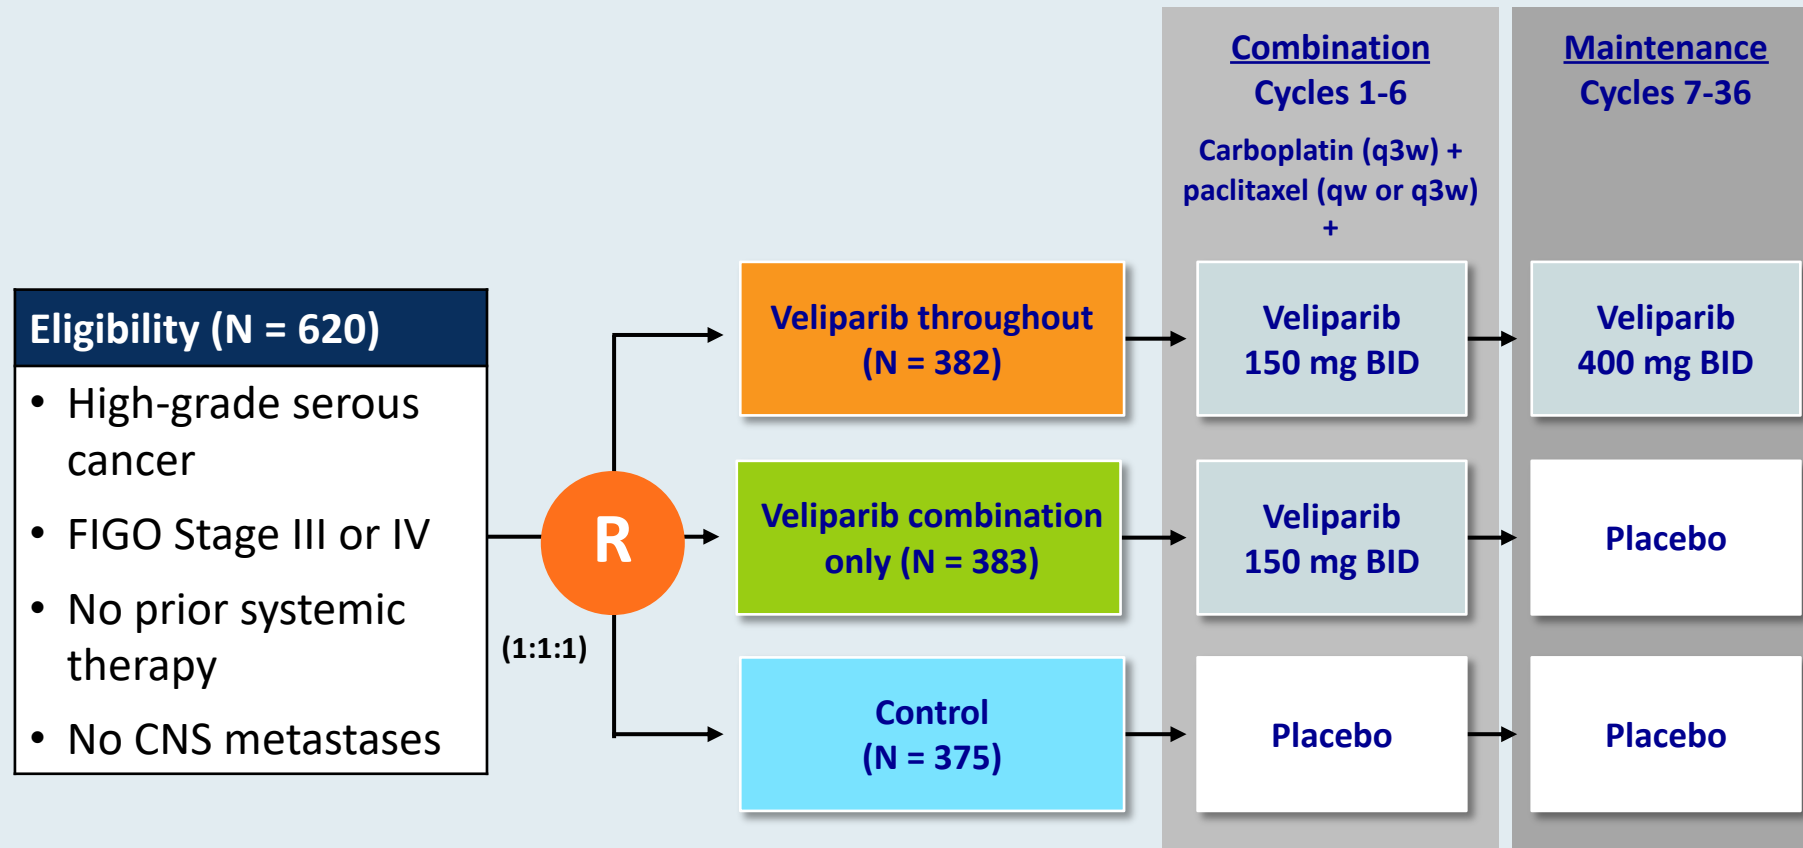 Combination
Cycles 1-6
Carboplatin (q3w) +
paclitaxel (qw or q3w)
+
Maintenance
Cycles 7-36
Eligibility (N = 620)
• High-grade serous
cancer
• FIGO Stage III or IV
• No prior systemic
therapy
• No CNS metastases
R
(1:1:1)
Veliparib throughout
(N = 382)
Veliparib
150 mg BID
Veliparib
400 mg BID
Veliparib combination
only (N = 383)
Veliparib
150 mg BID
Placebo
Control
(N = 375)
Placebo
Placebo